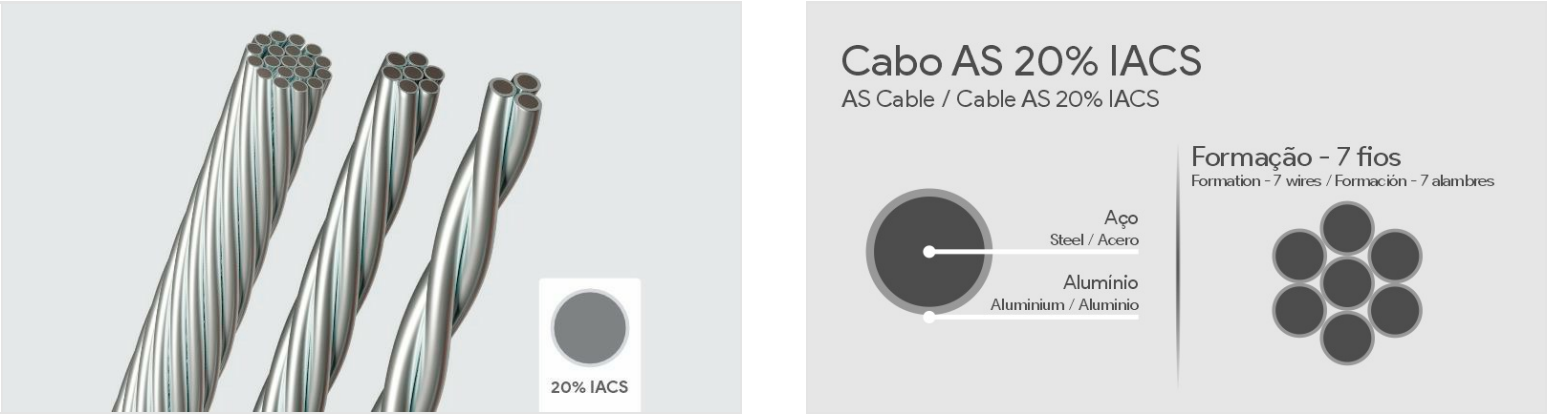 20% IACS
Cabo AS 20% IACS
AS Cable / Cable AS 20% IACS
Aço
Steel / Acero
Alumínio
Aluminium / Aluminio
Formação - 7 fios
Formation - 7 wires / Formación - 7 alambres